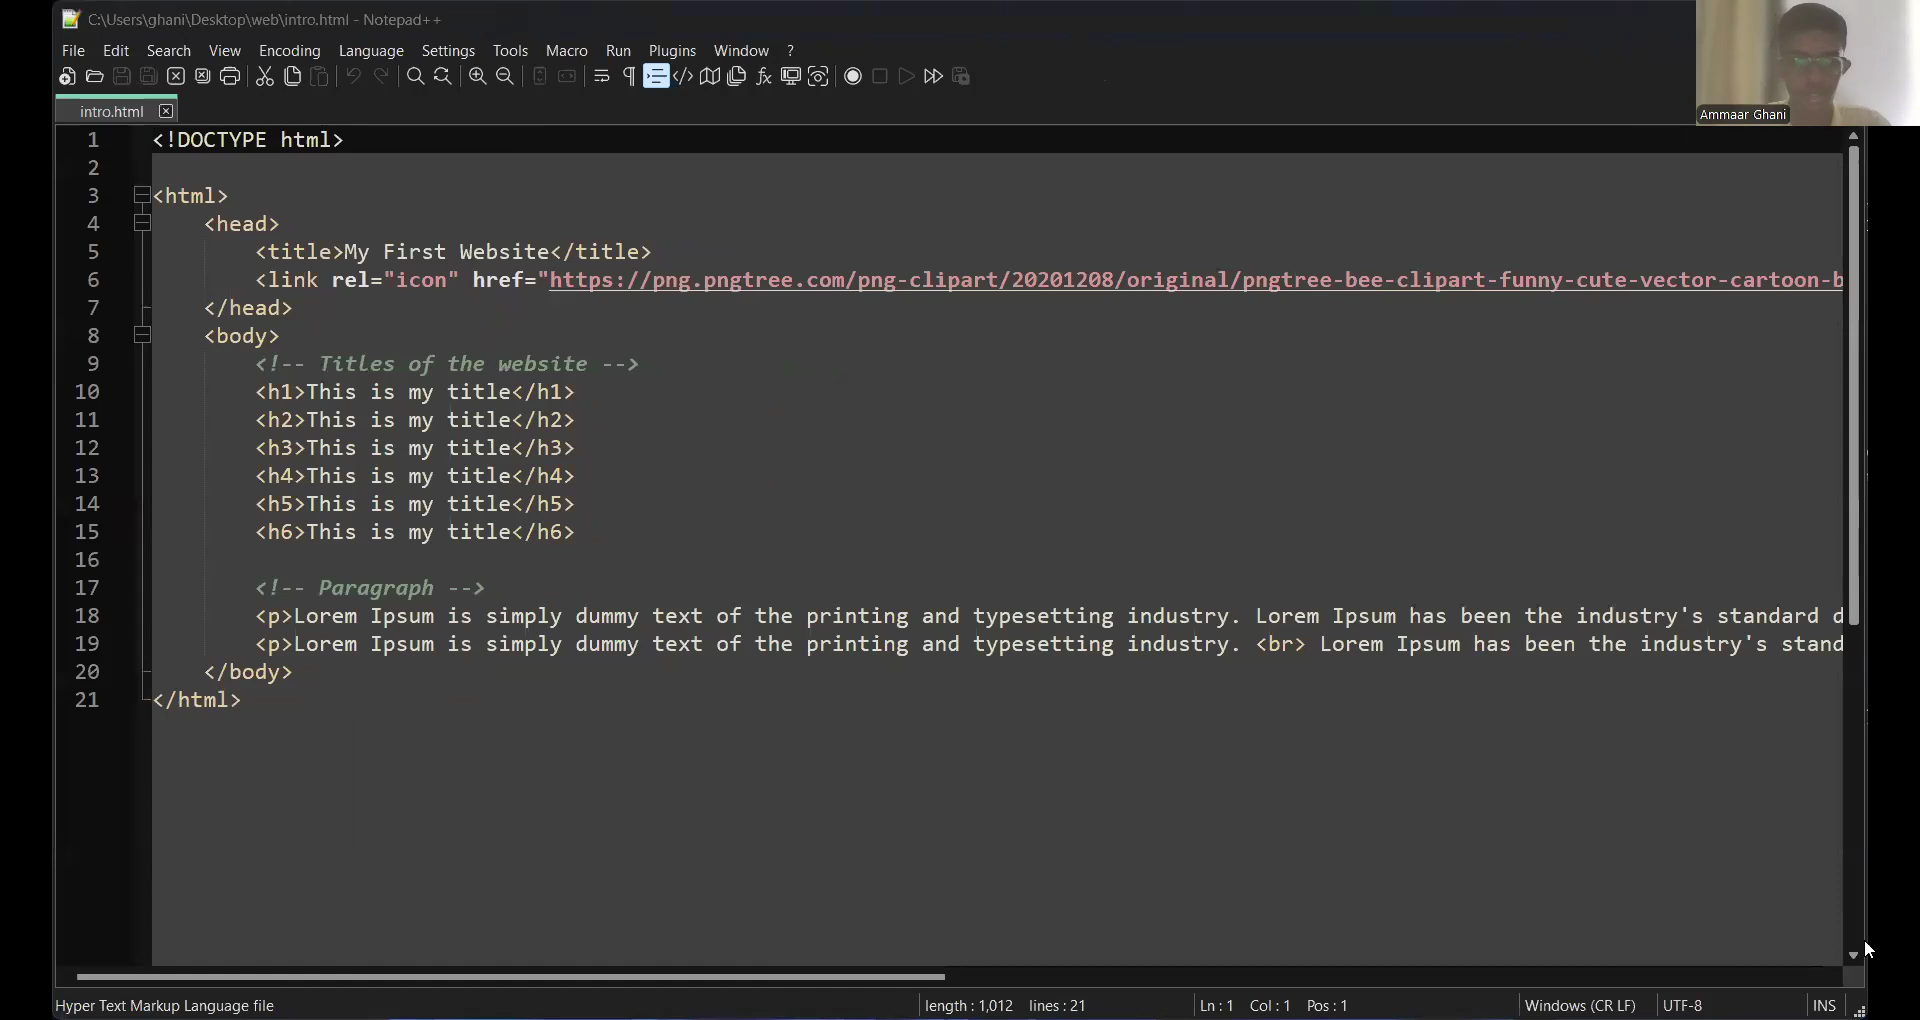 C:\Users\ghani\Desktop\web\intro.html - Notepad++
File Edit Search View Encoding Language Settings Tools Macro Run Plugins Window ?
Ammaar Ghani
intro.html
1 <!DOCTYPE html>
2
3 <html>
4 <head>
5 <title>My First Website</title>
6 <link rel="icon" href="https://png.pngtree.com/png-clipart/20201208/original/pngtree-bee-clipart-funny-cute-vector-cartoon-b
7 </head>
8 <body>
9 <!-- Titles of the website -->
10 <h1>This is my title</h1>
11 <h2>This is my title</h2>
12 <h3>This is my title</h3>
13 <h4>This is my title</h4>
14 <h5>This is my title</h5>
15 <h6>This is my title</h6>
16
17 <!-- Paragraph -->
18 <p>Lorem Ipsum is simply dummy text of the printing and typesetting industry. Lorem Ipsum has been the industry's standard d
19 <p>Lorem Ipsum is simply dummy text of the printing and typesetting industry. <br> Lorem Ipsum has been the industry's stand
20 </body>
21 </html>
Hyper Text Markup Language file length : 1,012 lines : 21 Ln : 1 Col : 1 Pos : 1 Windows (CR LF) UTF-8 INS